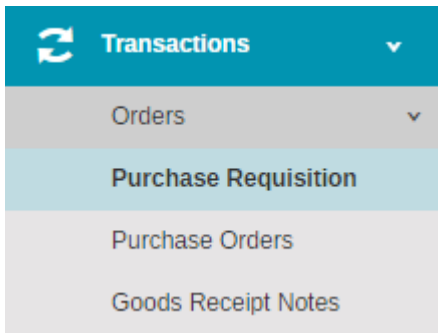 Transactions
Orders
Purchase Requisition
Purchase Orders
Goods Receipt Notes